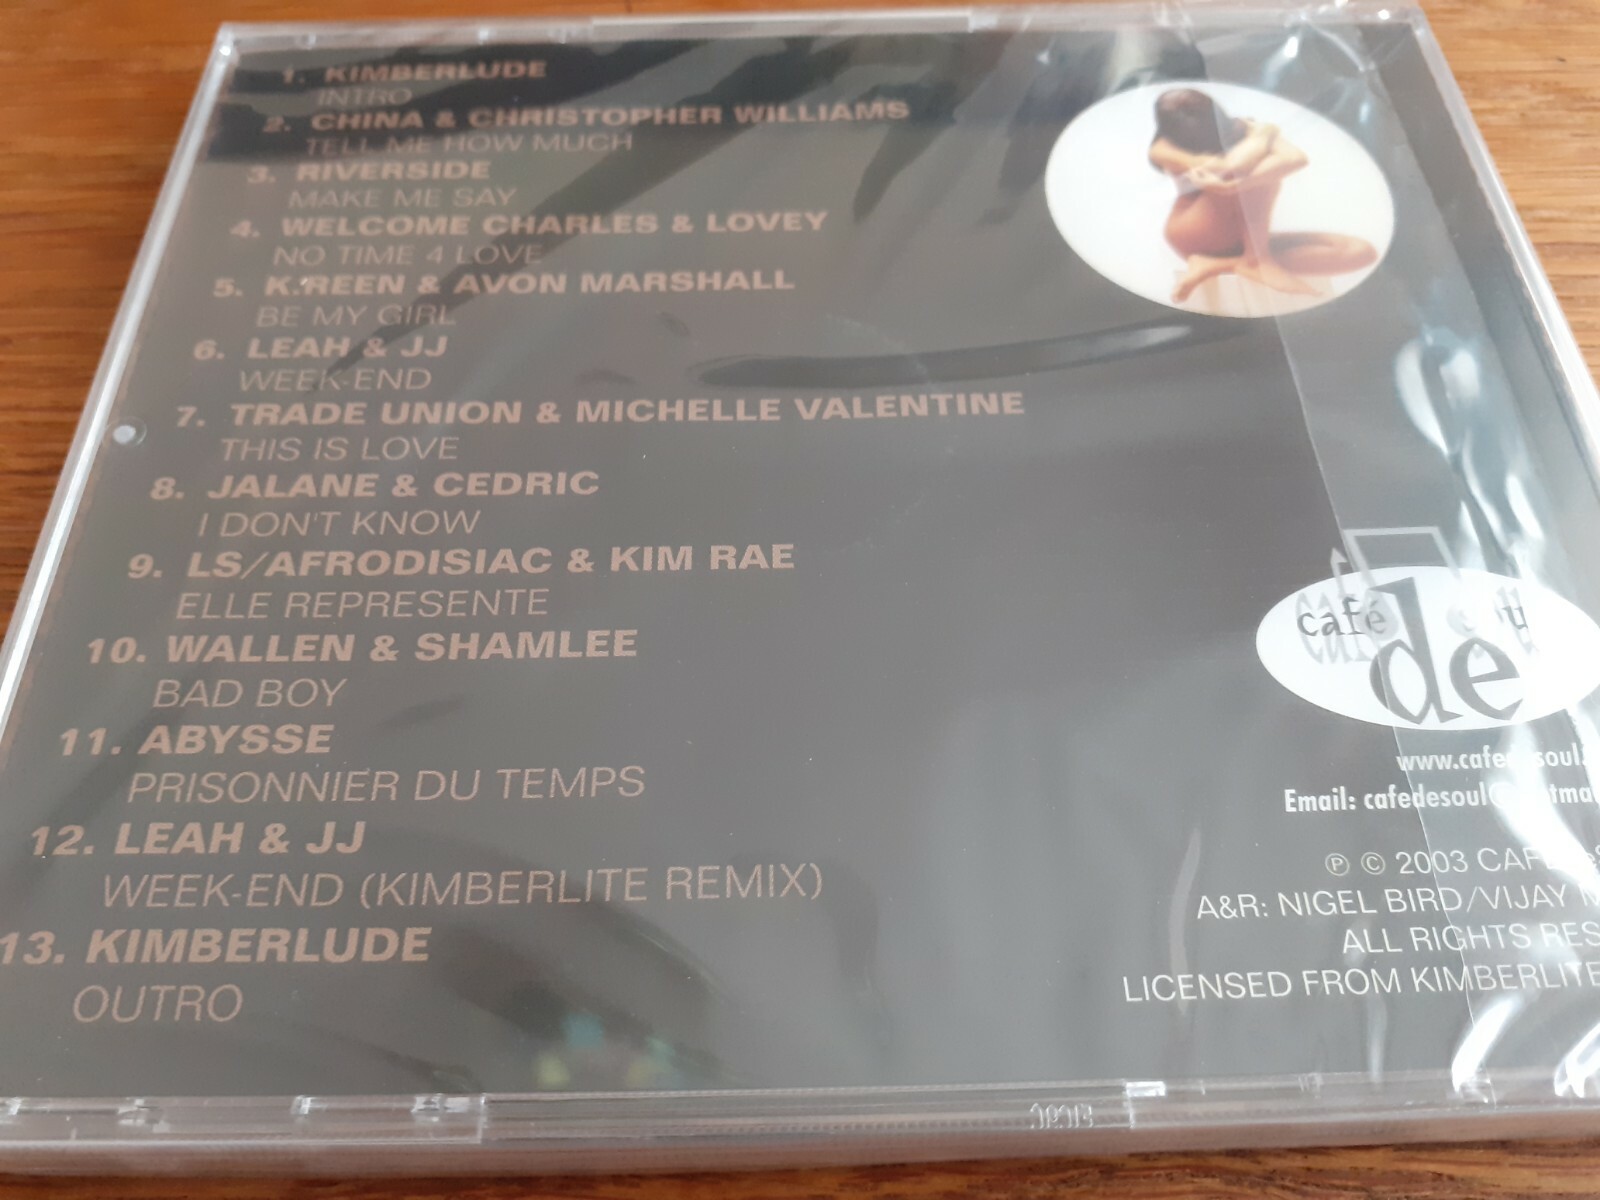 1. KIMBERLUDE
INTRO
2. CHINA & CHRISTOPHER WILLIAMS
TELL ME HOW MUCH
3. RIVERSIDE
MAKE ME SAY
4. WELCOME CHARLES & LOVEY
NO TIME 4 LOVE
5. K.'REEN & AVON MARSHALL
BE MY GIRL
6. LEAH & JJ
WEEK-END
7. TRADE UNION & MICHELLE VALENTINE
THIS IS LOVE
8. JALANE & CEDRIC
I DON'T KNOW
9. LS/AFRODISIAC & KIM RAE
ELLE REPRESENTE
10. WALLEN & SHAMLEE
BAD BOY
11. ABYSSE
PRISONNIER DU TEMPS
12. LEAH & JJ
WEEK-END (KIMBERLITE REMIX)
13. KIMBERLUDE
OUTRO
café de
Email:
℗ © 2003
A&R: NIGEL BIRD/VIJAY
ALL RIGHTS
LICENSED FROM KIMBERLITE